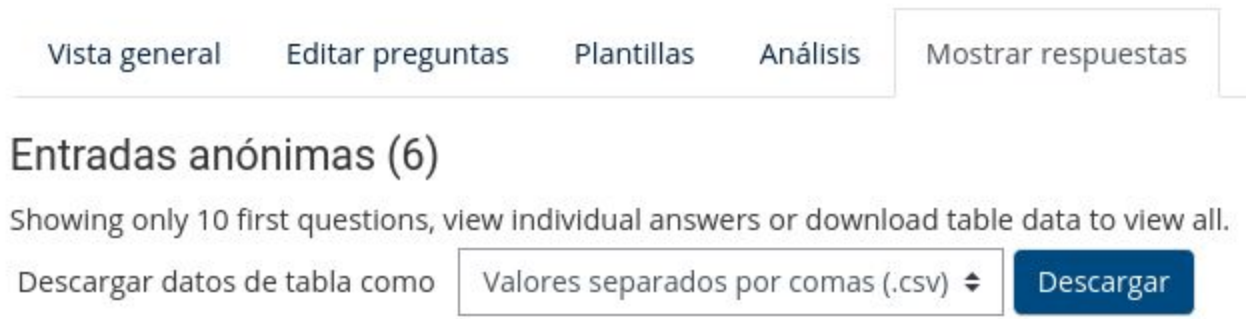 Vista general Editar preguntas Plantillas Análisis Mostrar respuestas
Entradas anónimas (6)
Showing only 10 first questions, view individual answers or download table data to view all.
Descargar datos de tabla como Valores separados por comas (.csv) Descargar